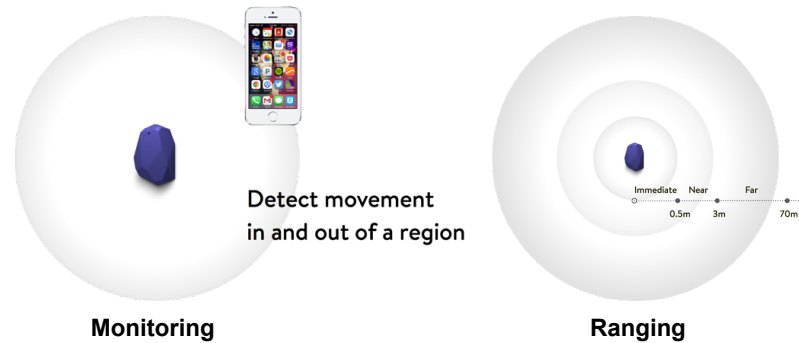 Detect movement
in and out of a region
Monitoring
Immediate Near Far
0.5m 3m 70m
Ranging